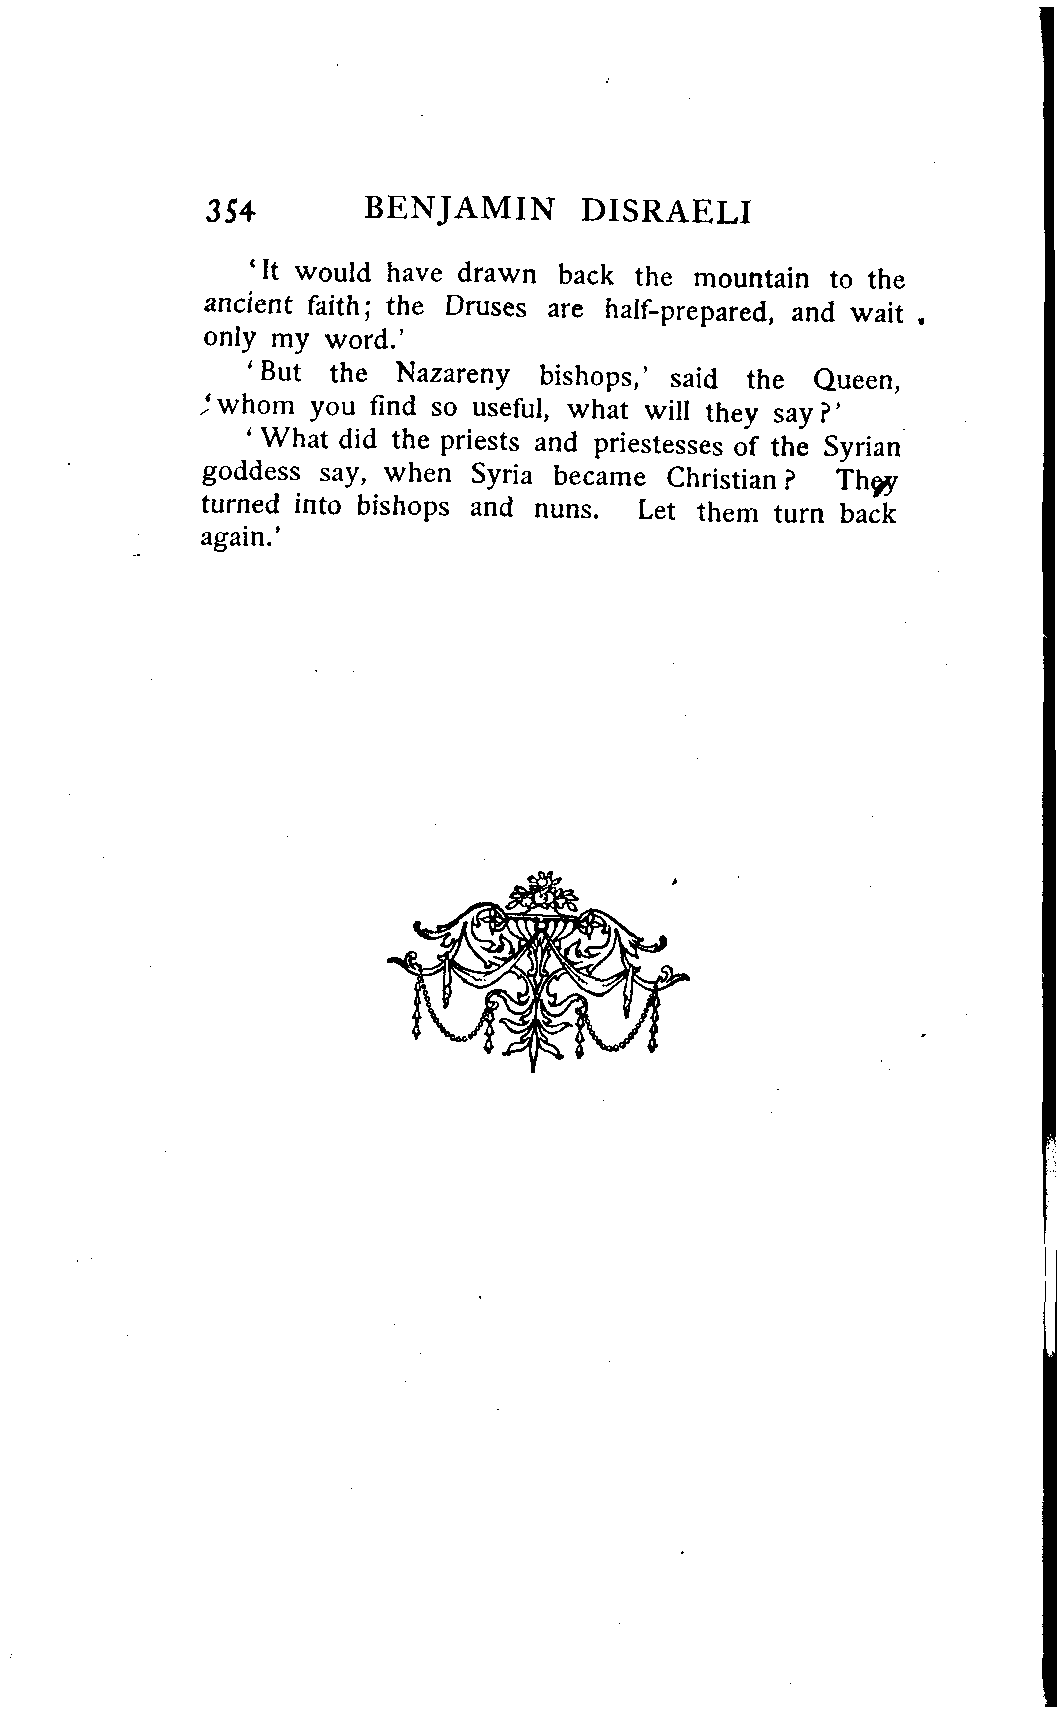 354 BENJAMIN DISRAELI
‘It would have drawn back the mountain to the
ancient faith; the Druses are half-prepared, and wait
only my word.’
‘But the Nazareny bishops,’ said the Queen,
‘whom you find so useful, what will they say?’
‘What did the priests and priestesses of the Syrian
goddess say, when Syria became Christian? They
turned into bishops and nuns. Let them turn back
again.’